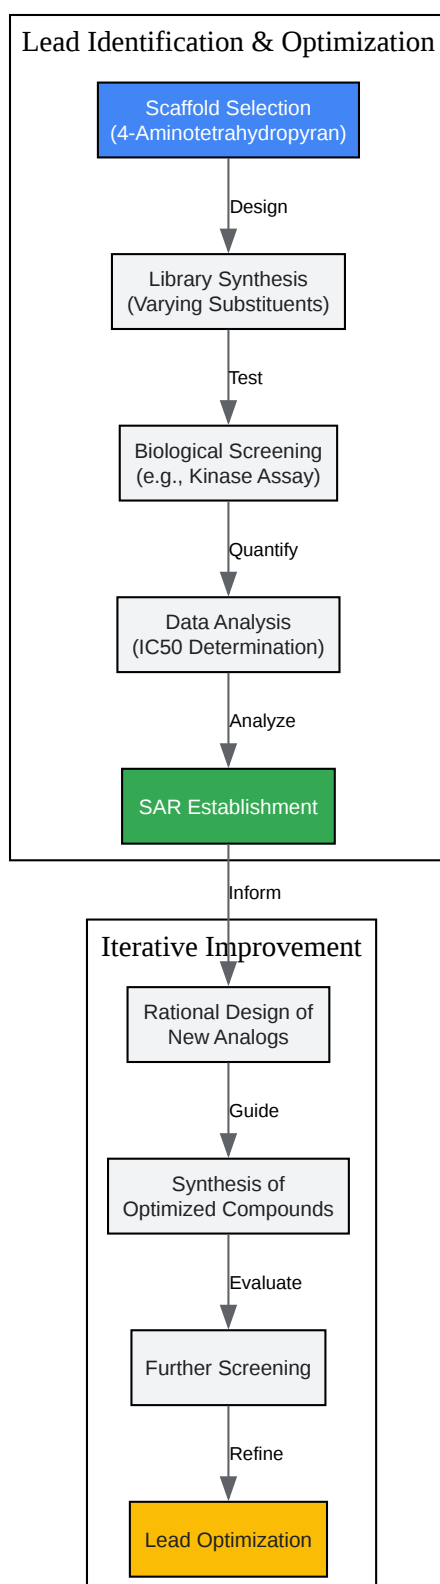 Lead Identification & Optimization
Scaffold Selection
(4-Aminotetrahydropyran)
Design
Library Synthesis
(Varying Substituents)
Test
Biological Screening
(e.g., Kinase Assay)
Quantify
Data Analysis
(IC50 Determination)
Analyze
SAR Establishment
Inform
Iterative Improvement
Rational Design of
New Analogs
Guide
Synthesis of
Optimized Compounds
Evaluate
Further Screening
Refine
Lead Optimization